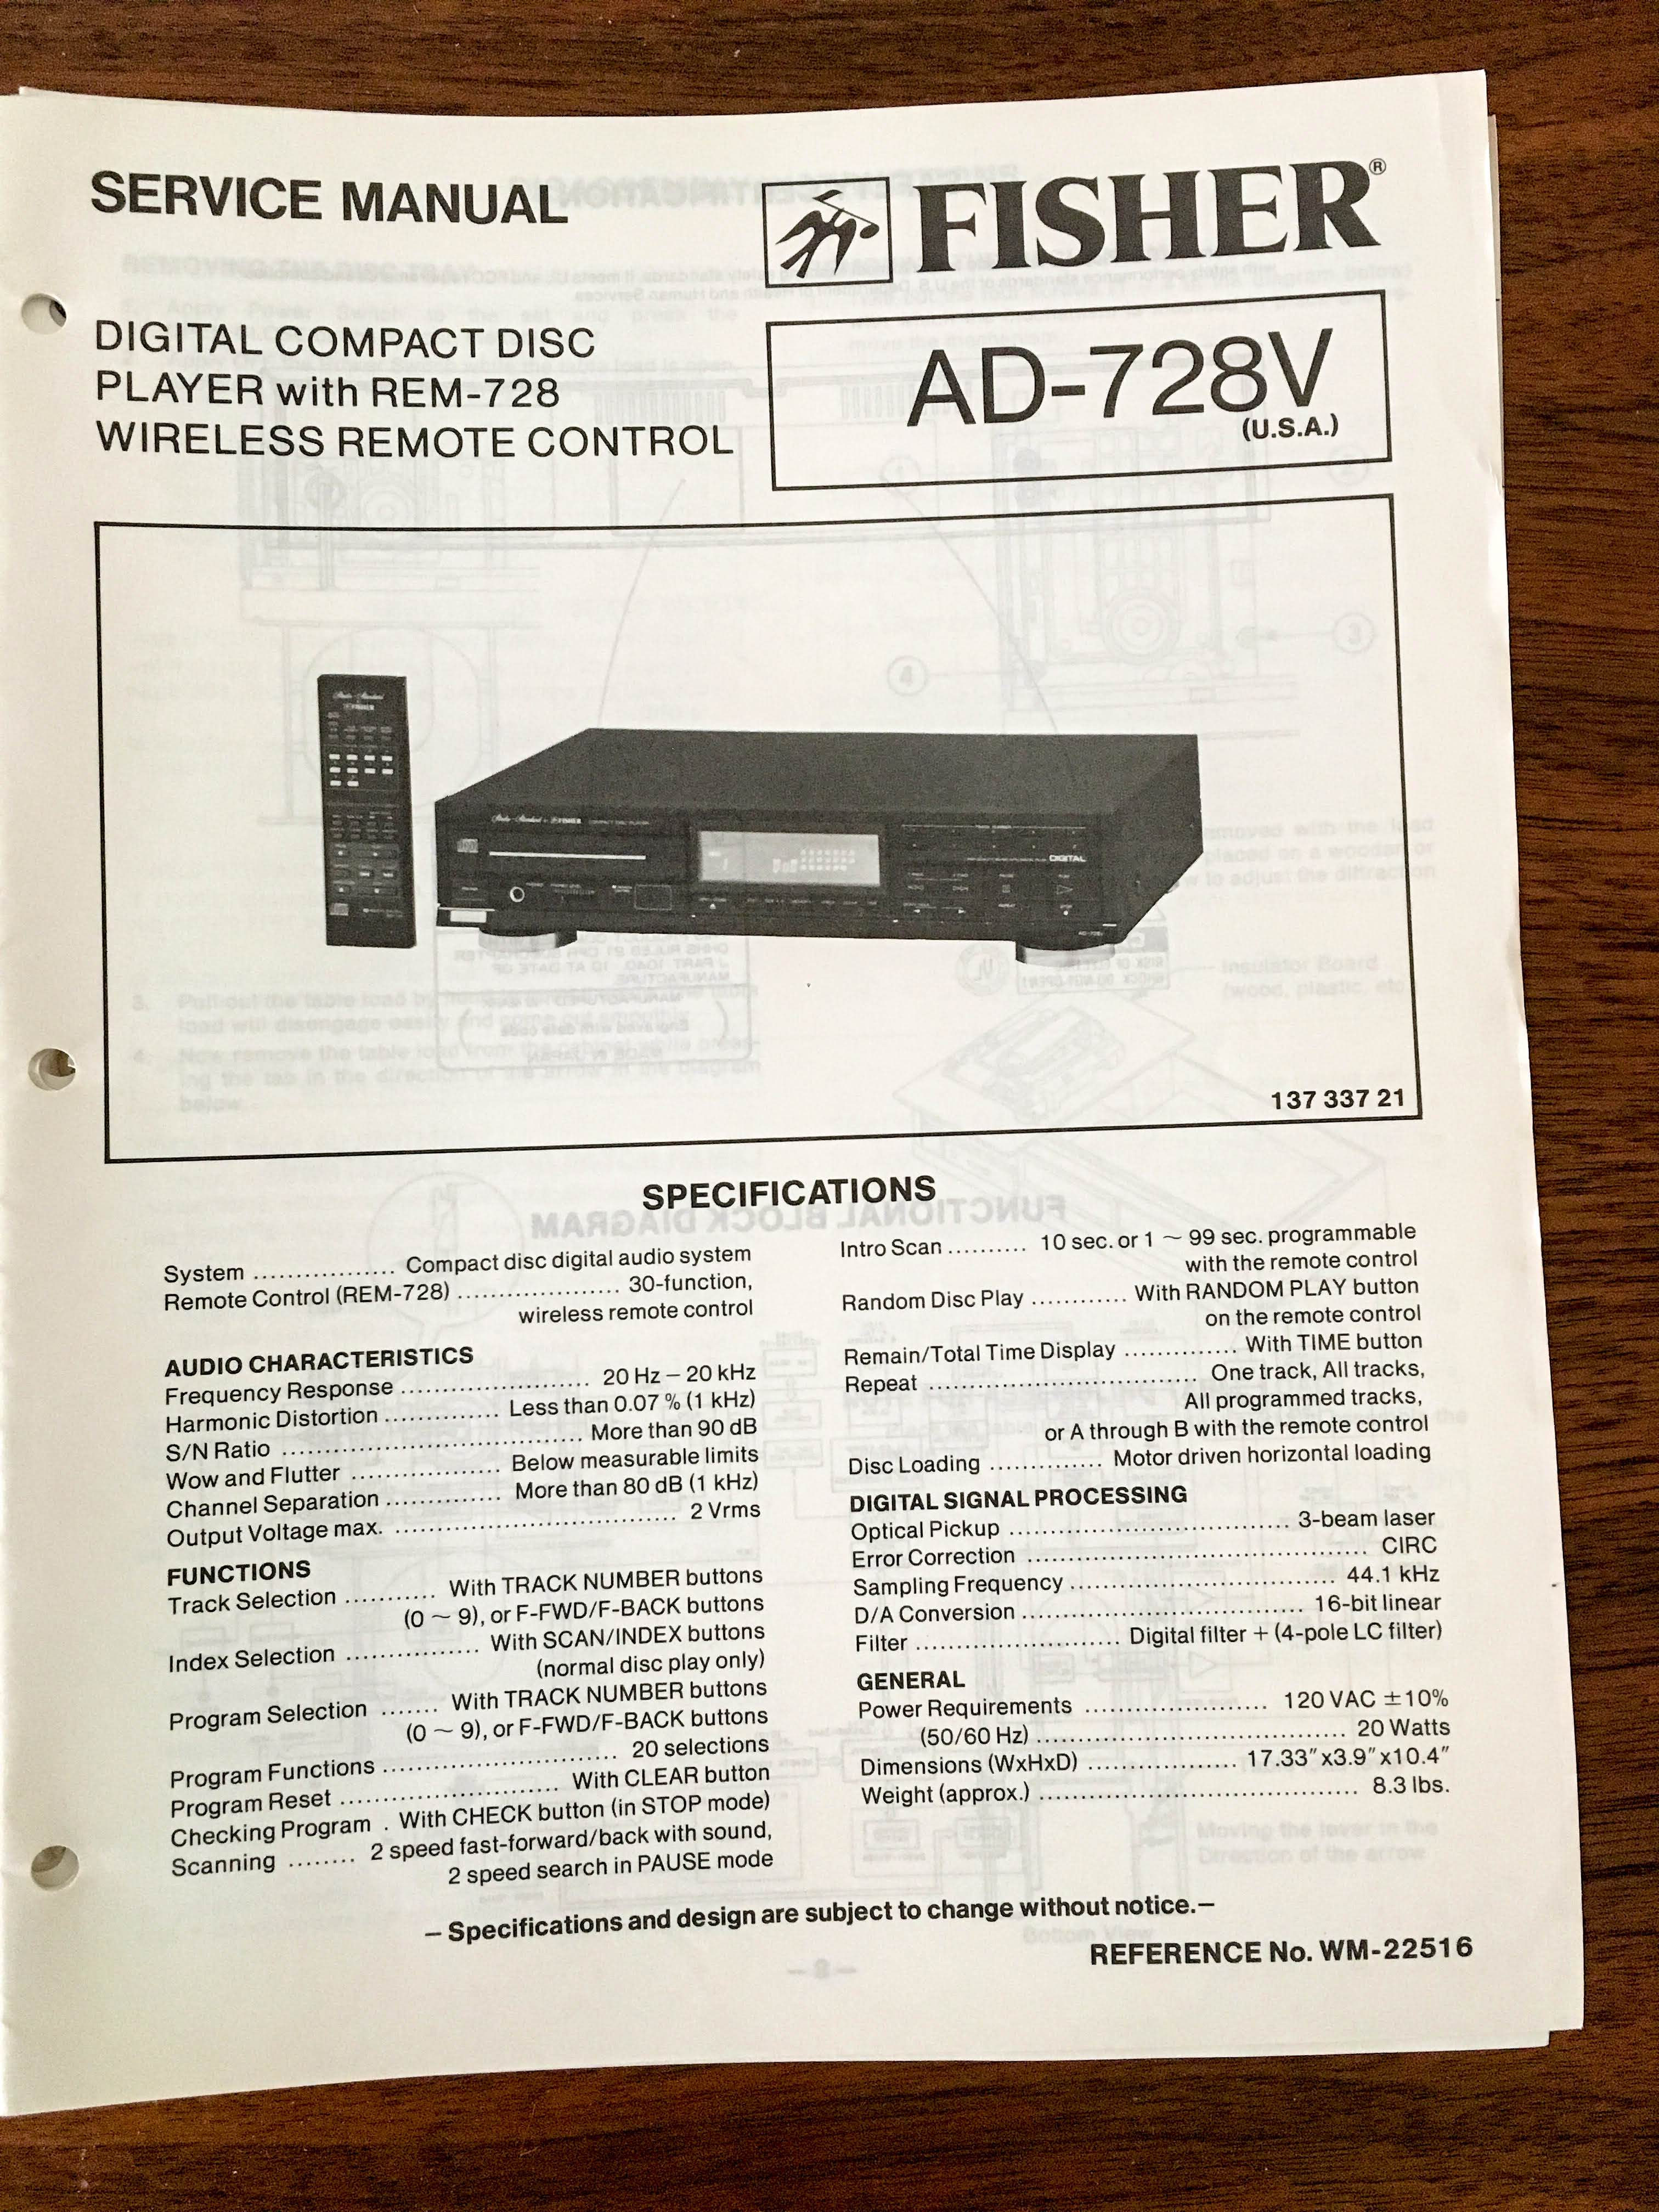 SERVICE MANUAL
FISHER®
DIGITAL COMPACT DISC
PLAYER with REM-728
WIRELESS REMOTE CONTROL
AD-728V
(U.S.A.)
Studio-Standard
FISHER
Studio-Standard FISHER COMPACT DISC PLAYER
DIGITAL
137 337 21
SPECIFICATIONS
System ................. Compact disc digital audio system
Remote Control (REM-728) .................... 30-function,
wireless remote control
AUDIO CHARACTERISTICS
Frequency Response ....................... 20 Hz – 20 kHz
Harmonic Distortion .............. Less than 0.07 % (1 kHz)
S/N Ratio .................................... More than 90 dB
Wow and Flutter .................. Below measurable limits
Channel Separation .............. More than 80 dB (1 kHz)
Output Voltage max. .................................. 2 Vrms
FUNCTIONS
Track Selection ........... With TRACK NUMBER buttons
(0 ~ 9), or F-FWD/F-BACK buttons
Index Selection ................ With SCAN/INDEX buttons
(normal disc play only)
Program Selection ....... With TRACK NUMBER buttons
(0 ~ 9), or F-FWD/F-BACK buttons
Program Functions ............................ 20 selections
Program Reset .......................... With CLEAR button
Checking Program . With CHECK button (in STOP mode)
Scanning ........ 2 speed fast-forward/back with sound,
2 speed search in PAUSE mode
Intro Scan .......... 10 sec. or 1 ~ 99 sec. programmable
with the remote control
Random Disc Play ............ With RANDOM PLAY button
on the remote control
Remain/Total Time Display .............. With TIME button
Repeat ................................ One track, All tracks,
All programmed tracks,
or A through B with the remote control
Disc Loading .............. Motor driven horizontal loading
DIGITAL SIGNAL PROCESSING
Optical Pickup .................................. 3-beam laser
Error Correction ......................................... CIRC
Sampling Frequency ................................ 44.1 kHz
D/A Conversion .................................. 16-bit linear
Filter ........................ Digital filter + (4-pole LC filter)
GENERAL
Power Requirements ...................... 120 VAC ±10%
(50/60 Hz) ...................................... 20 Watts
Dimensions (WxHxD) .................. 17.33″x3.9″x10.4″
Weight (approx.) ....................................... 8.3 lbs.
– Specifications and design are subject to change without notice.–
REFERENCE No. WM-22516